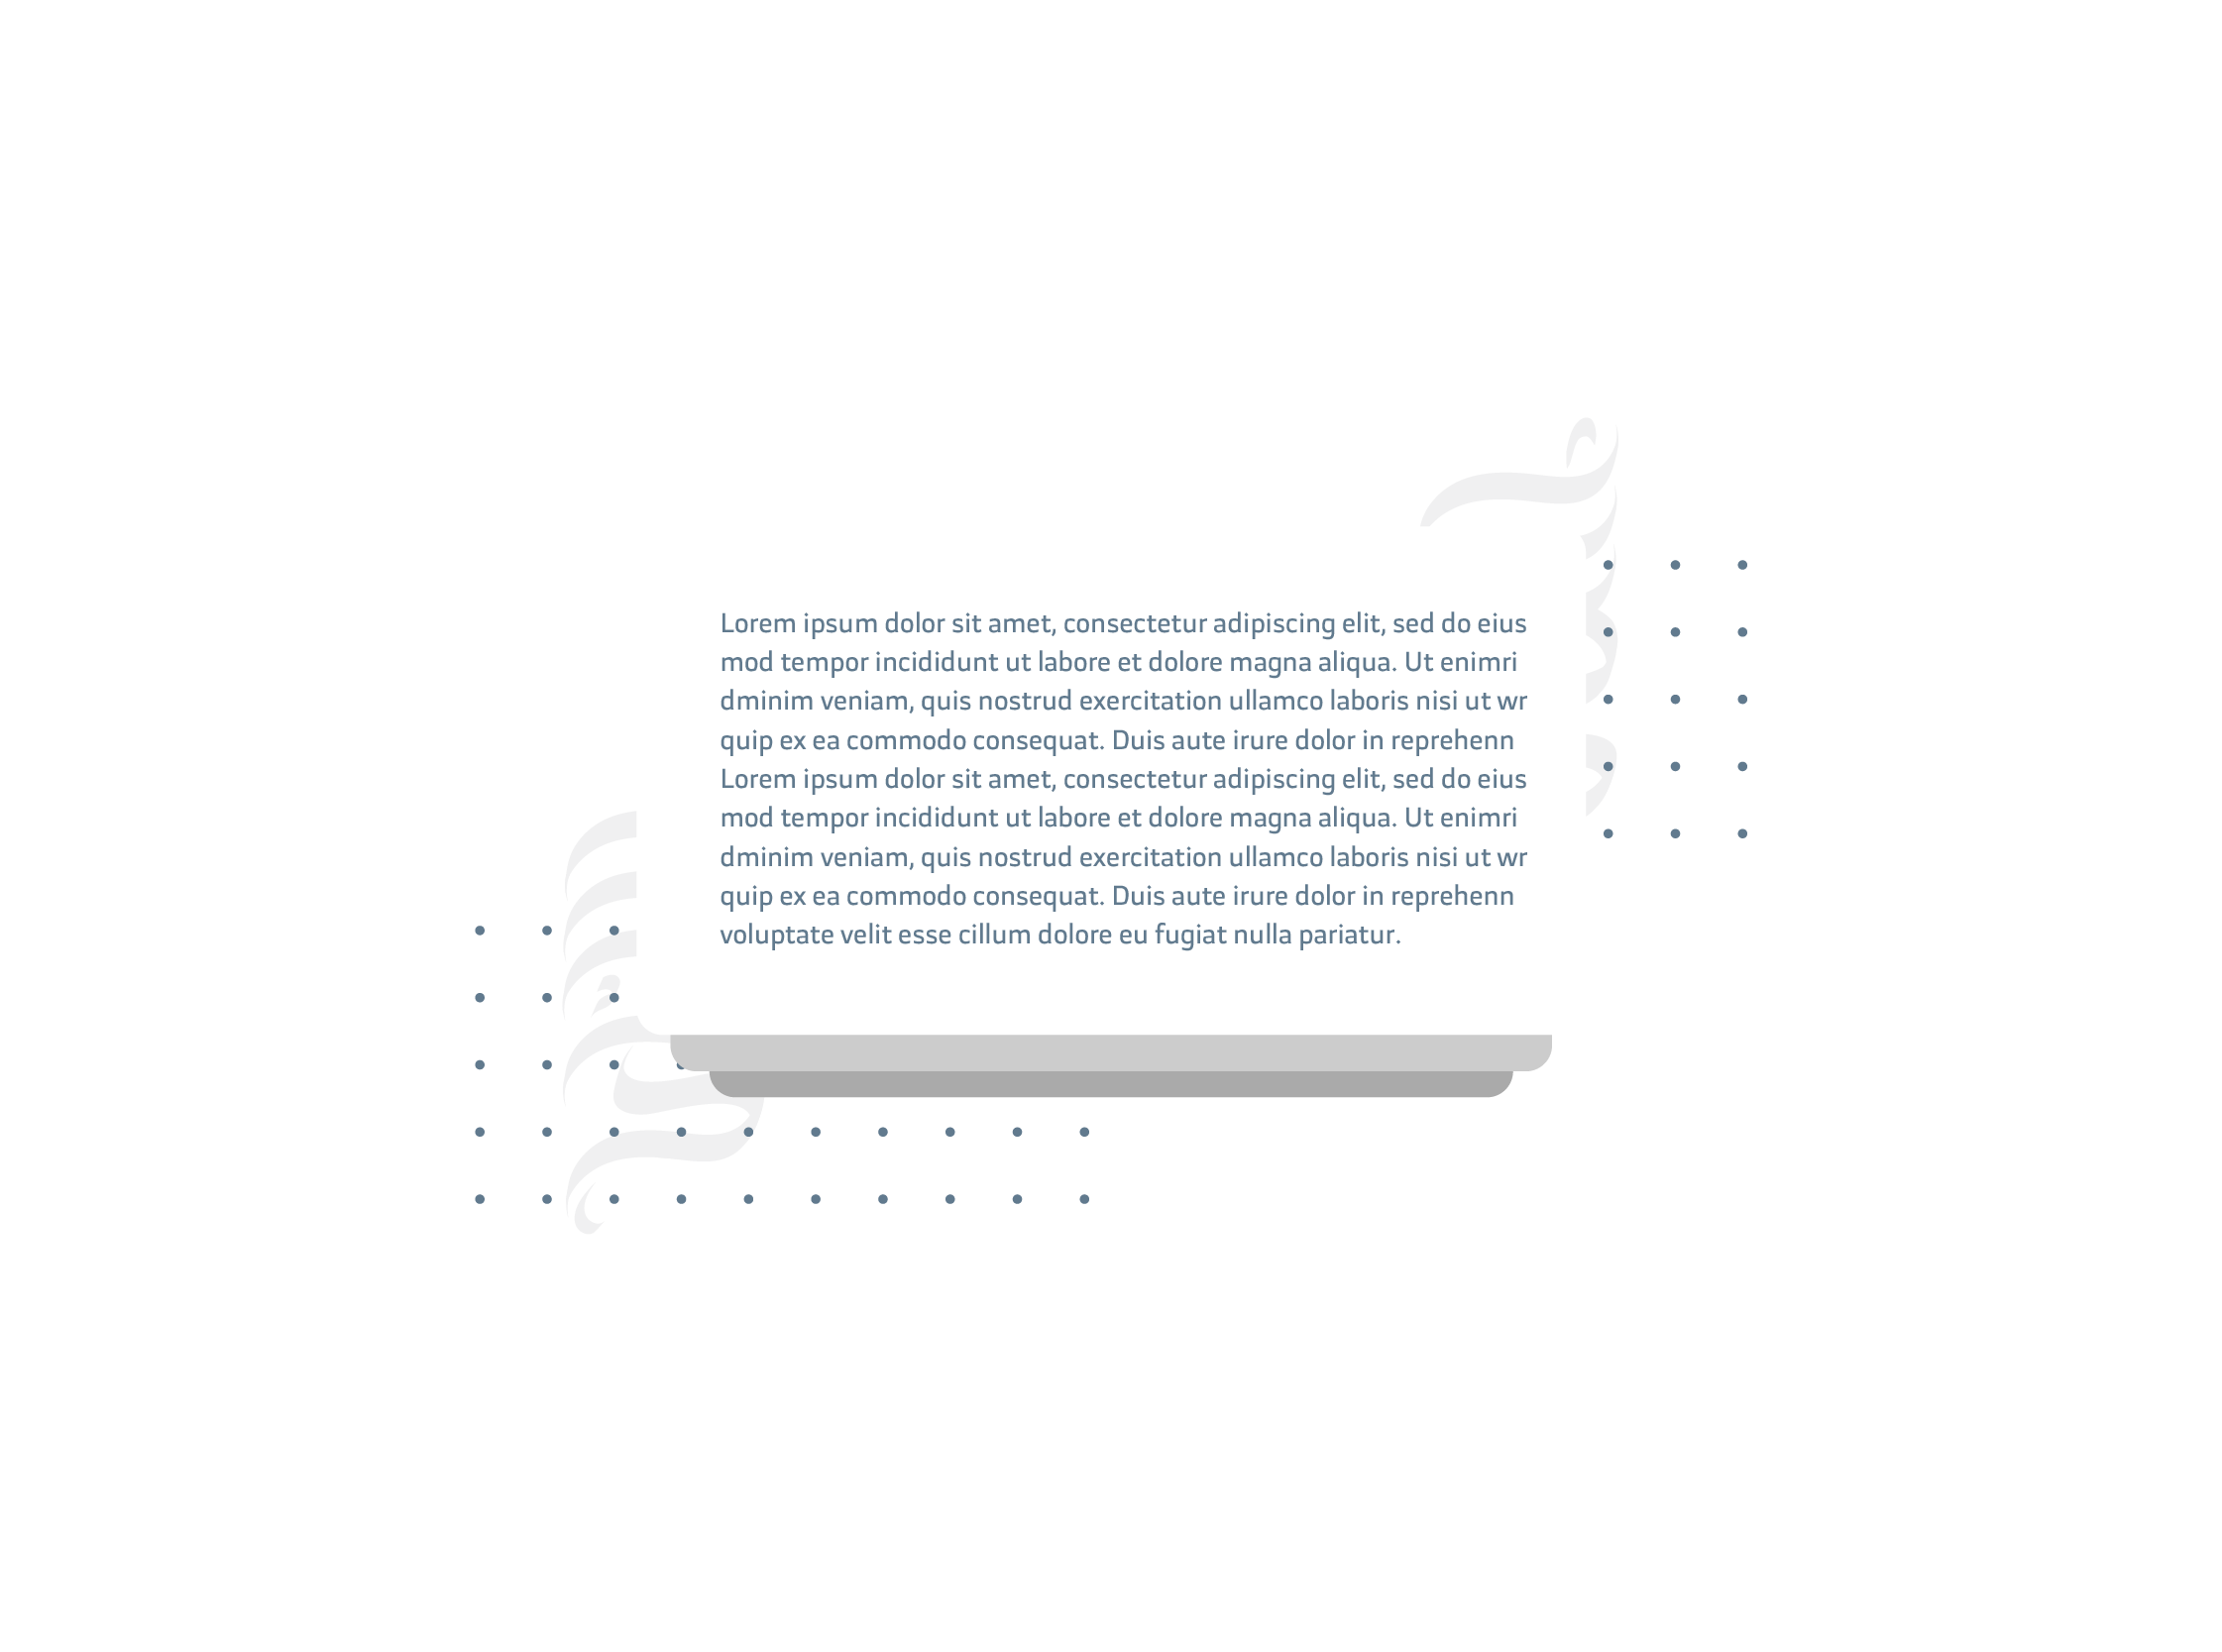 Lorem ipsum dolor sit amet, consectetur adipiscing elit, sed do eius
mod tempor incididunt ut labore et dolore magna aliqua. Ut enimri
dminim veniam, quis nostrud exercitation ullamco laboris nisi ut wr
quip ex ea commodo consequat. Duis aute irure dolor in reprehenn
Lorem ipsum dolor sit amet, consectetur adipiscing elit, sed do eius
mod tempor incididunt ut labore et dolore magna aliqua. Ut enimri
dminim veniam, quis nostrud exercitation ullamco laboris nisi ut wr
quip ex ea commodo consequat. Duis aute irure dolor in reprehenn
voluptate velit esse cillum dolore eu fugiat nulla pariatur.